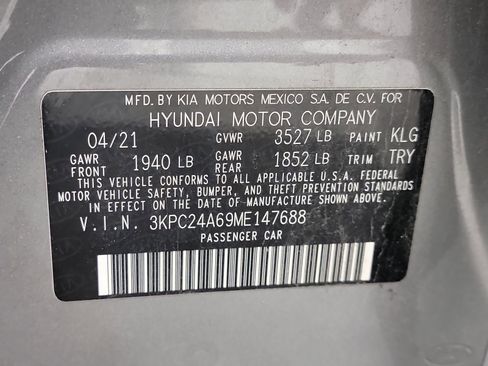 MFD. BY KIA MOTORS MEXICO S.A. DE C.V. FOR
HYUNDAI MOTOR COMPANY
04/21 GVWR 3527 LB PAINT KLG
GAWR FRONT 1940 LB GAWR REAR 1852 LB TRIM TRY
THIS VEHICLE CONFORMS TO ALL APPLICABLE U.S.A. FEDERAL
MOTOR VEHICLE SAFETY, BUMPER, AND THEFT PREVENTION
STANDARDS IN EFFECT ON THE DATE OF MANUFACTURE SHOWN ABOVE.
V.I.N. 3KPC24A69ME147688
PASSENGER CAR